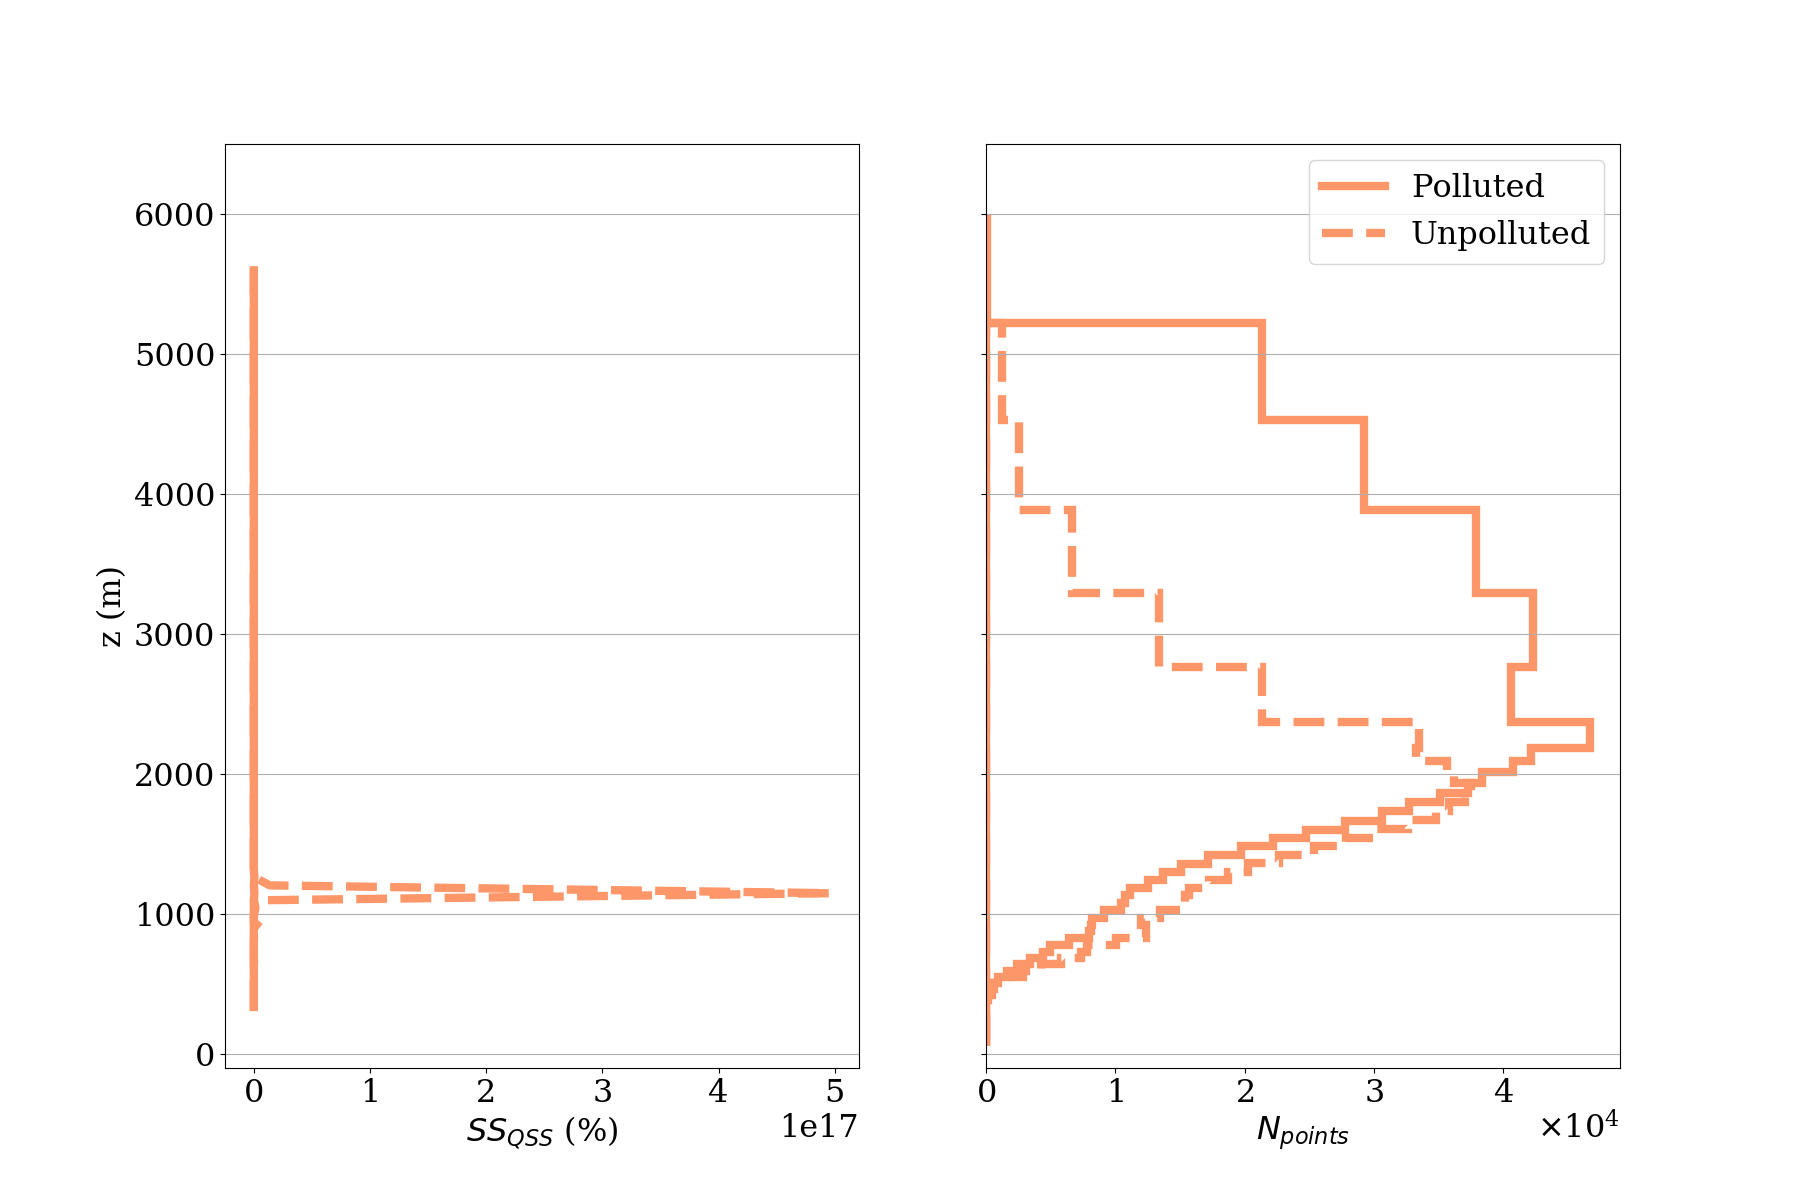 Polluted
Unpolluted
6000
5000
4000
3000
2000
1000
0
z (m)
0 1 2 3 4 5
1e17
SS_QSS (%)
0 1 2 3 4
×10⁴
N_points